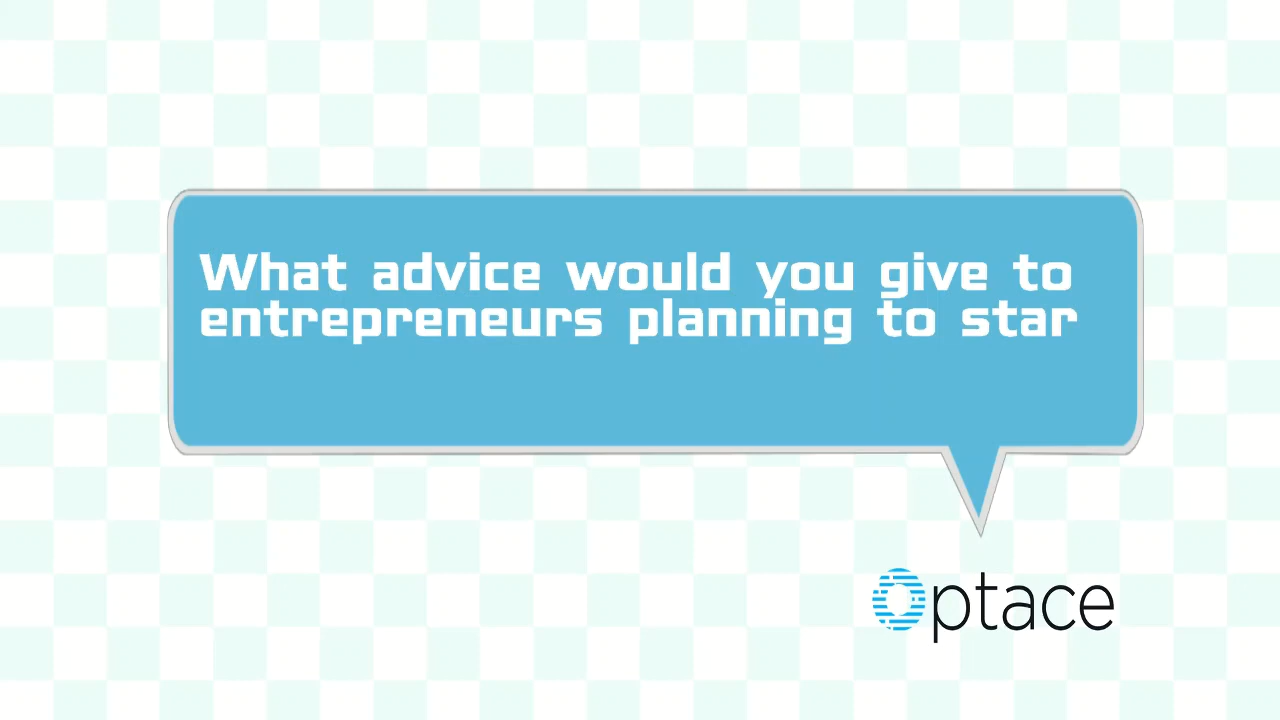 What advice would you give to
entrepreneurs planning to star
Optace